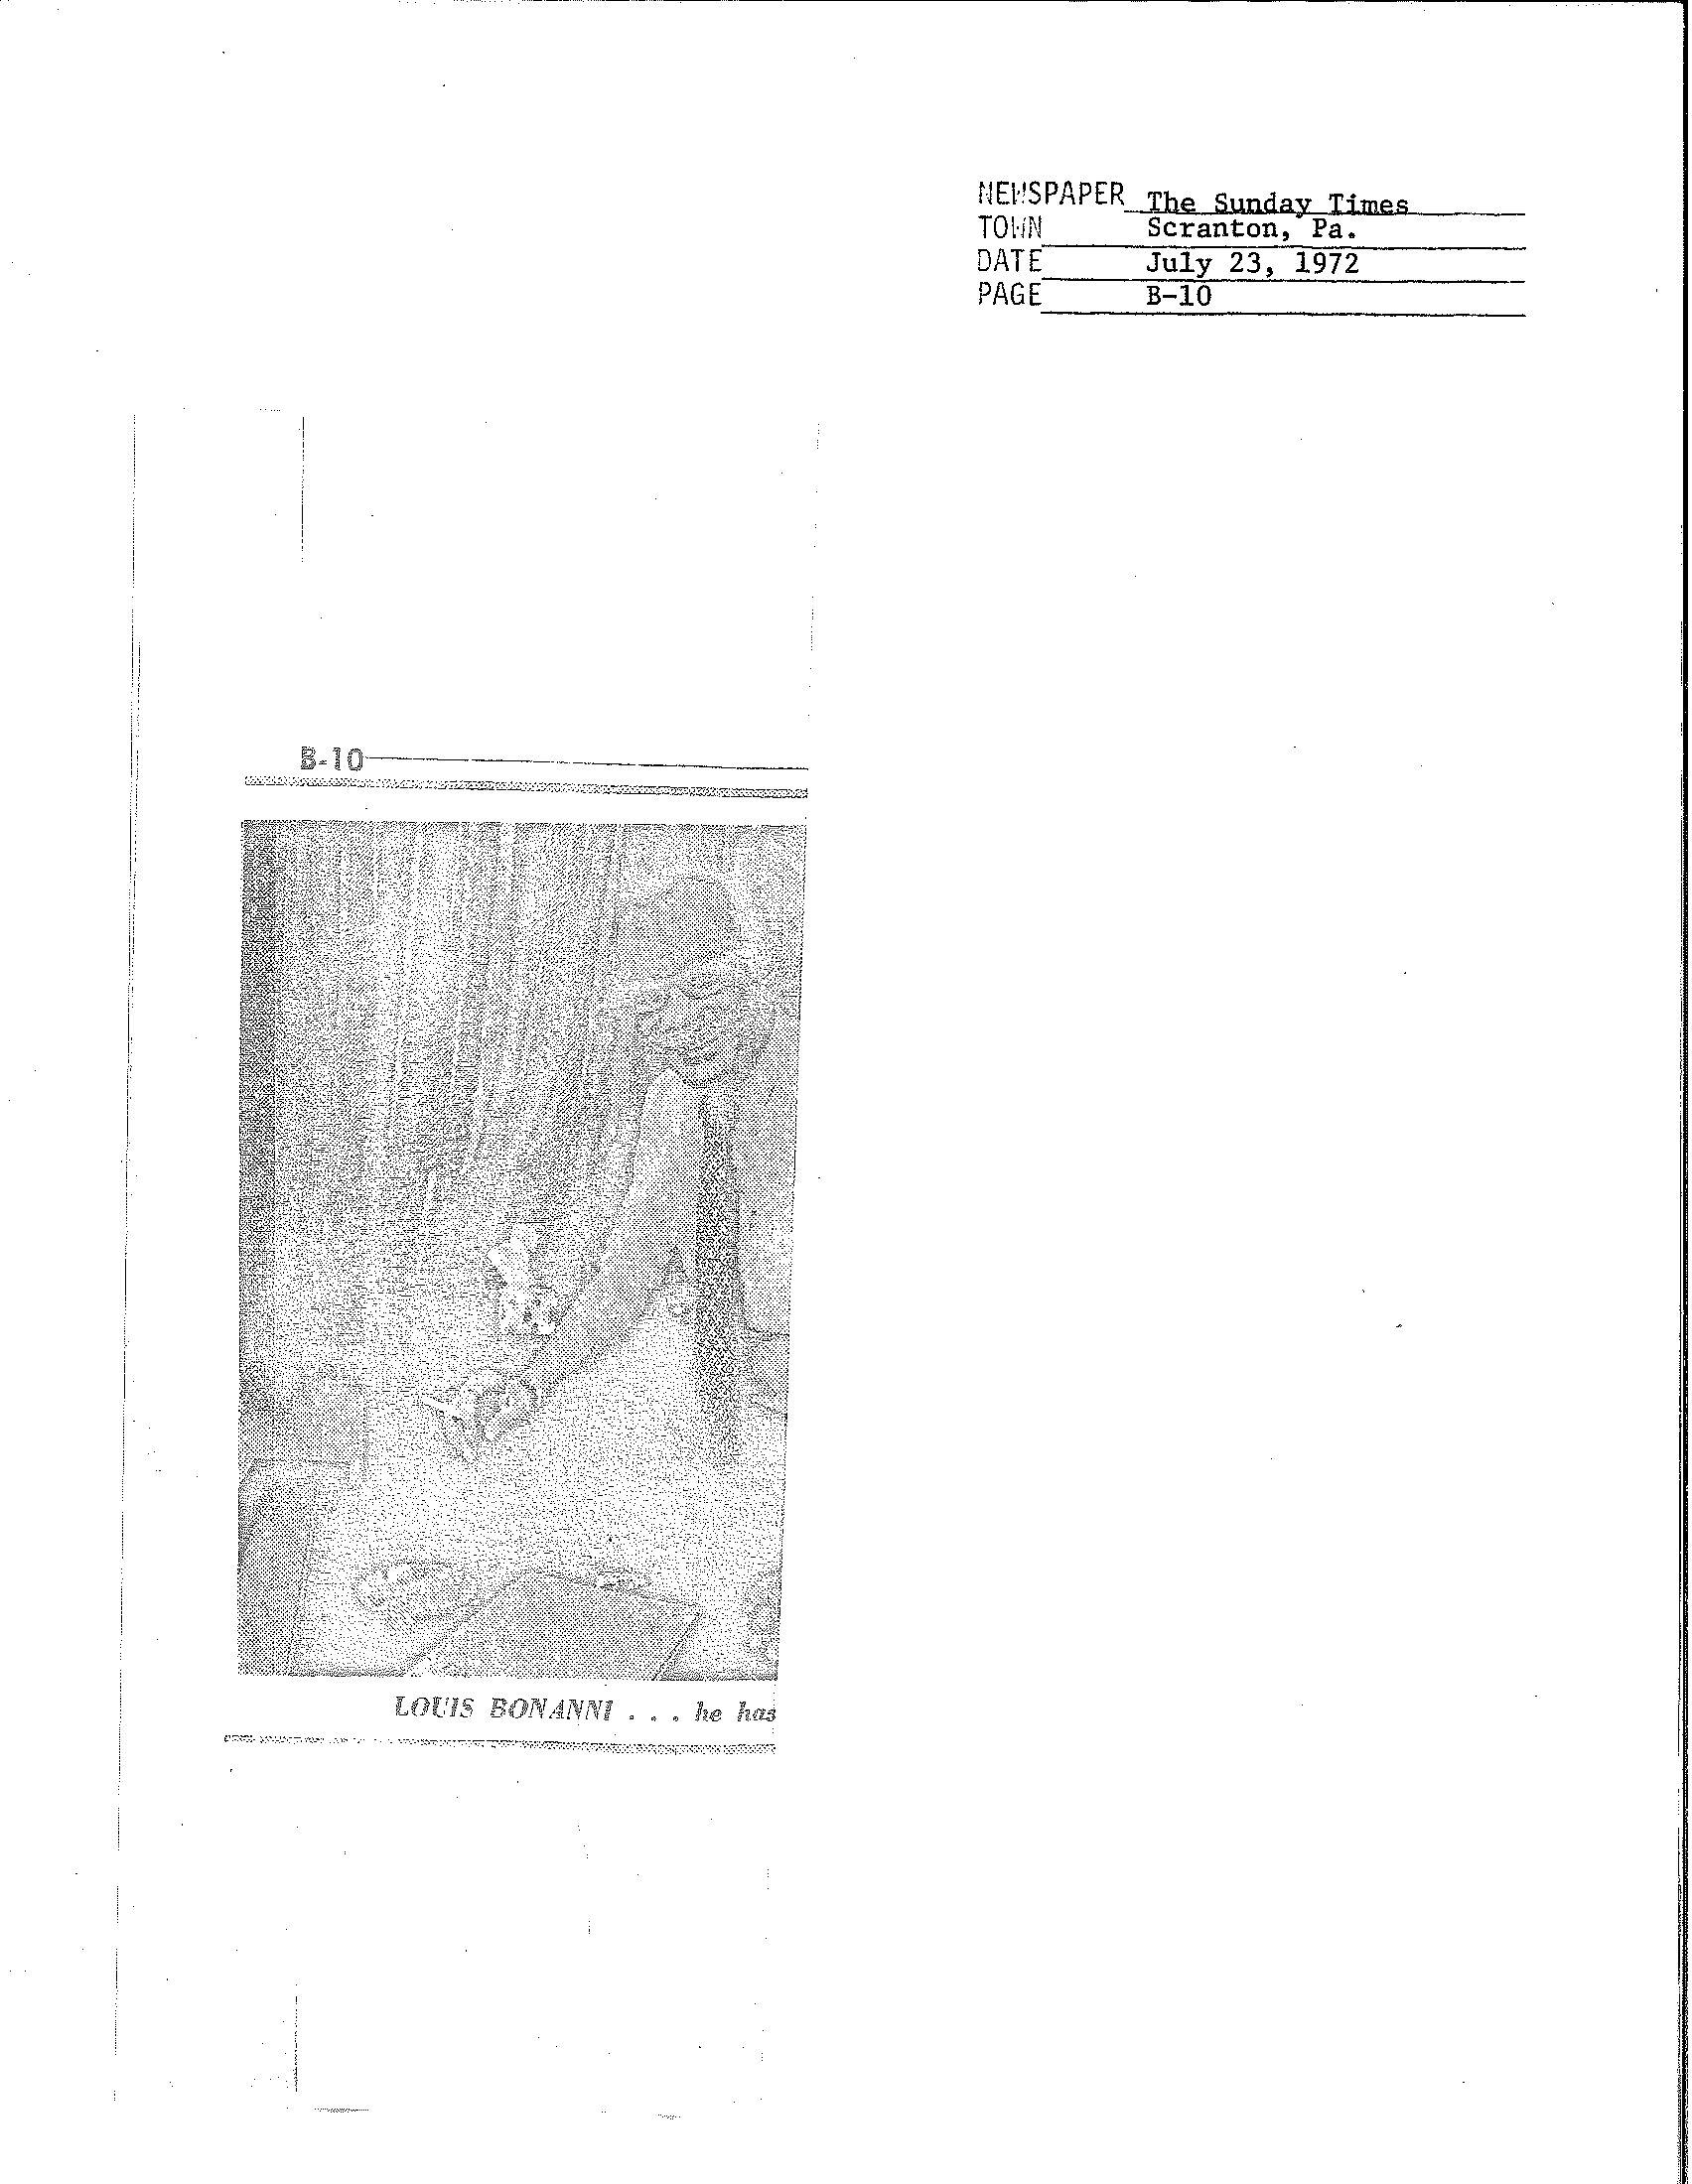 NEWSPAPER The Sunday Times
TOWN Scranton, Pa.
DATE July 23, 1972
PAGE B-10
B-10
LOUIS BONANNI . . . he has